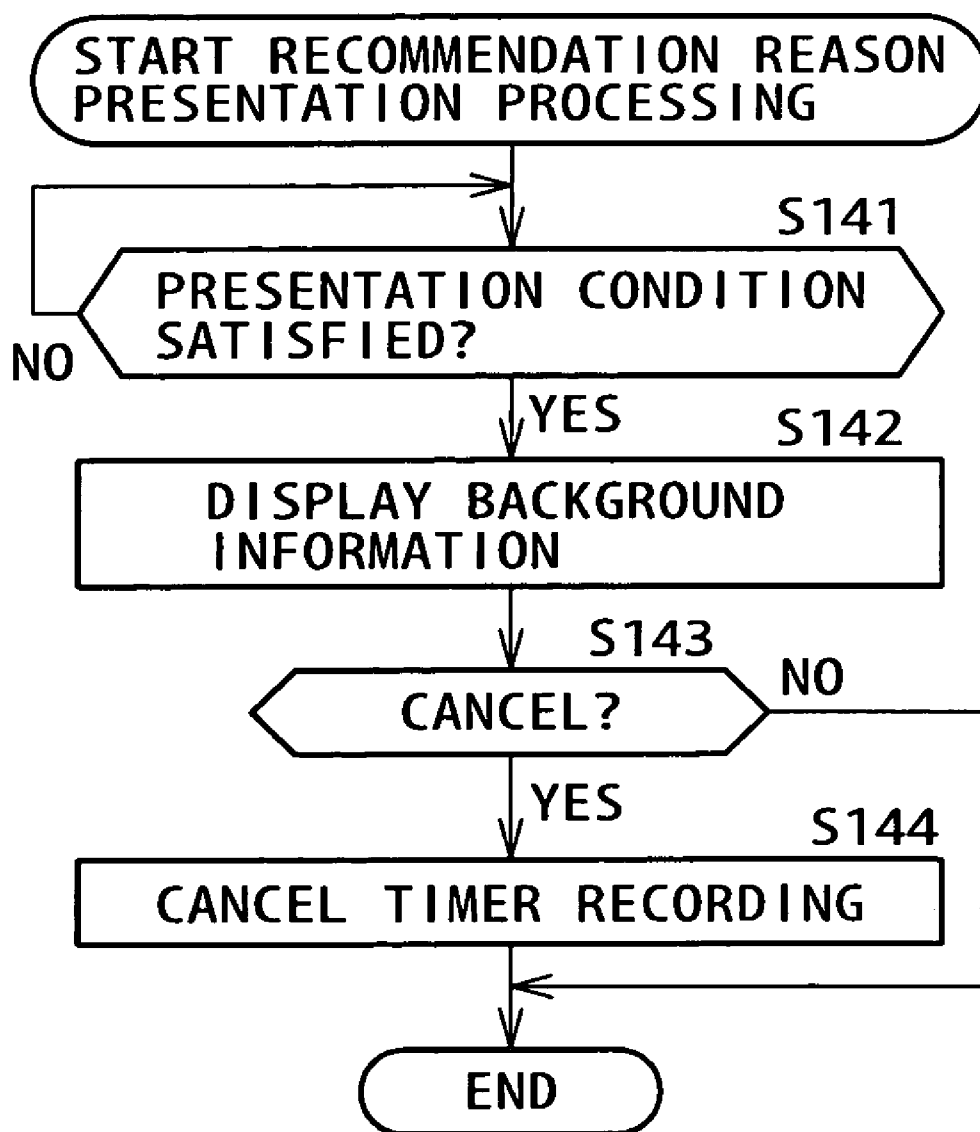 START RECOMMENDATION REASON
PRESENTATION PROCESSING
S141
PRESENTATION CONDITION
SATISFIED?
NO
YES
S142
DISPLAY BACKGROUND
INFORMATION
S143
CANCEL?
NO
YES
S144
CANCEL TIMER RECORDING
END